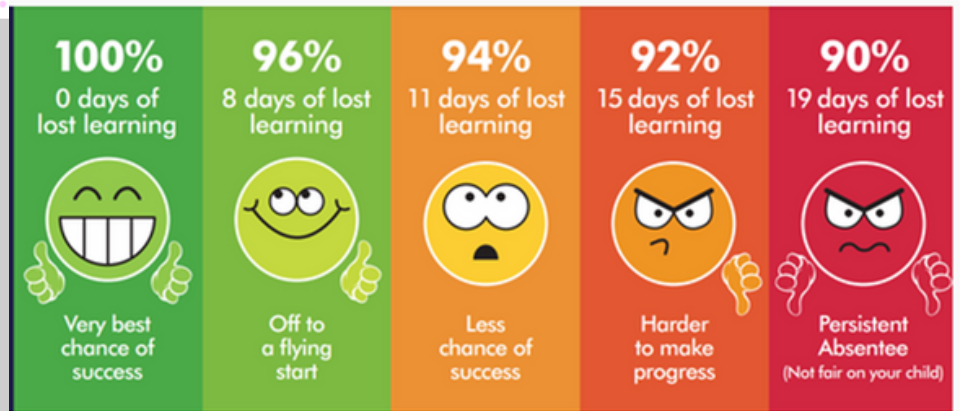 100%
0 days of
lost learning
Very best
chance of
success
96%
8 days of lost
learning
Off to
a flying
start
94%
11 days of lost
learning
Less
chance of
success
92%
15 days of lost
learning
Harder
to make
progress
90%
19 days of lost
learning
Persistent
Absentee
(Not fair on your child)